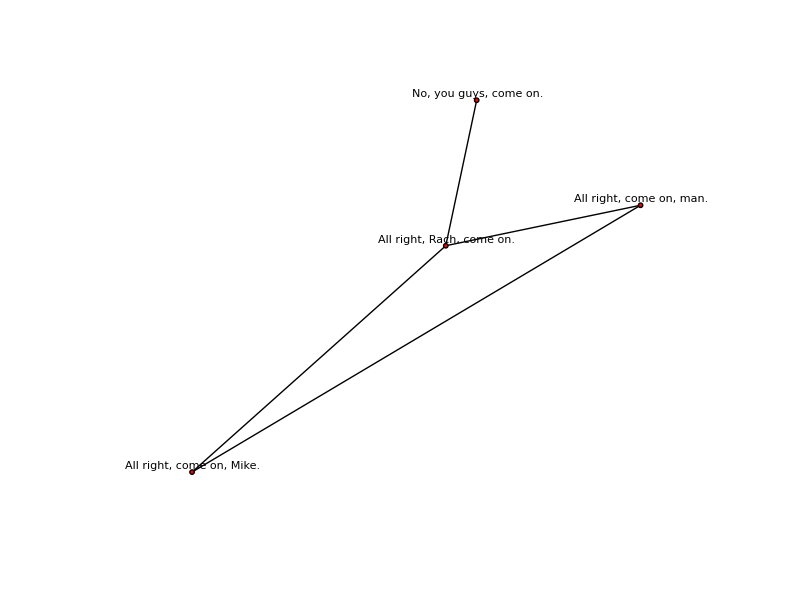 No, you guys, come on.
All right, come on, man.
All right, Rach, come on.
All right, come on, Mike.